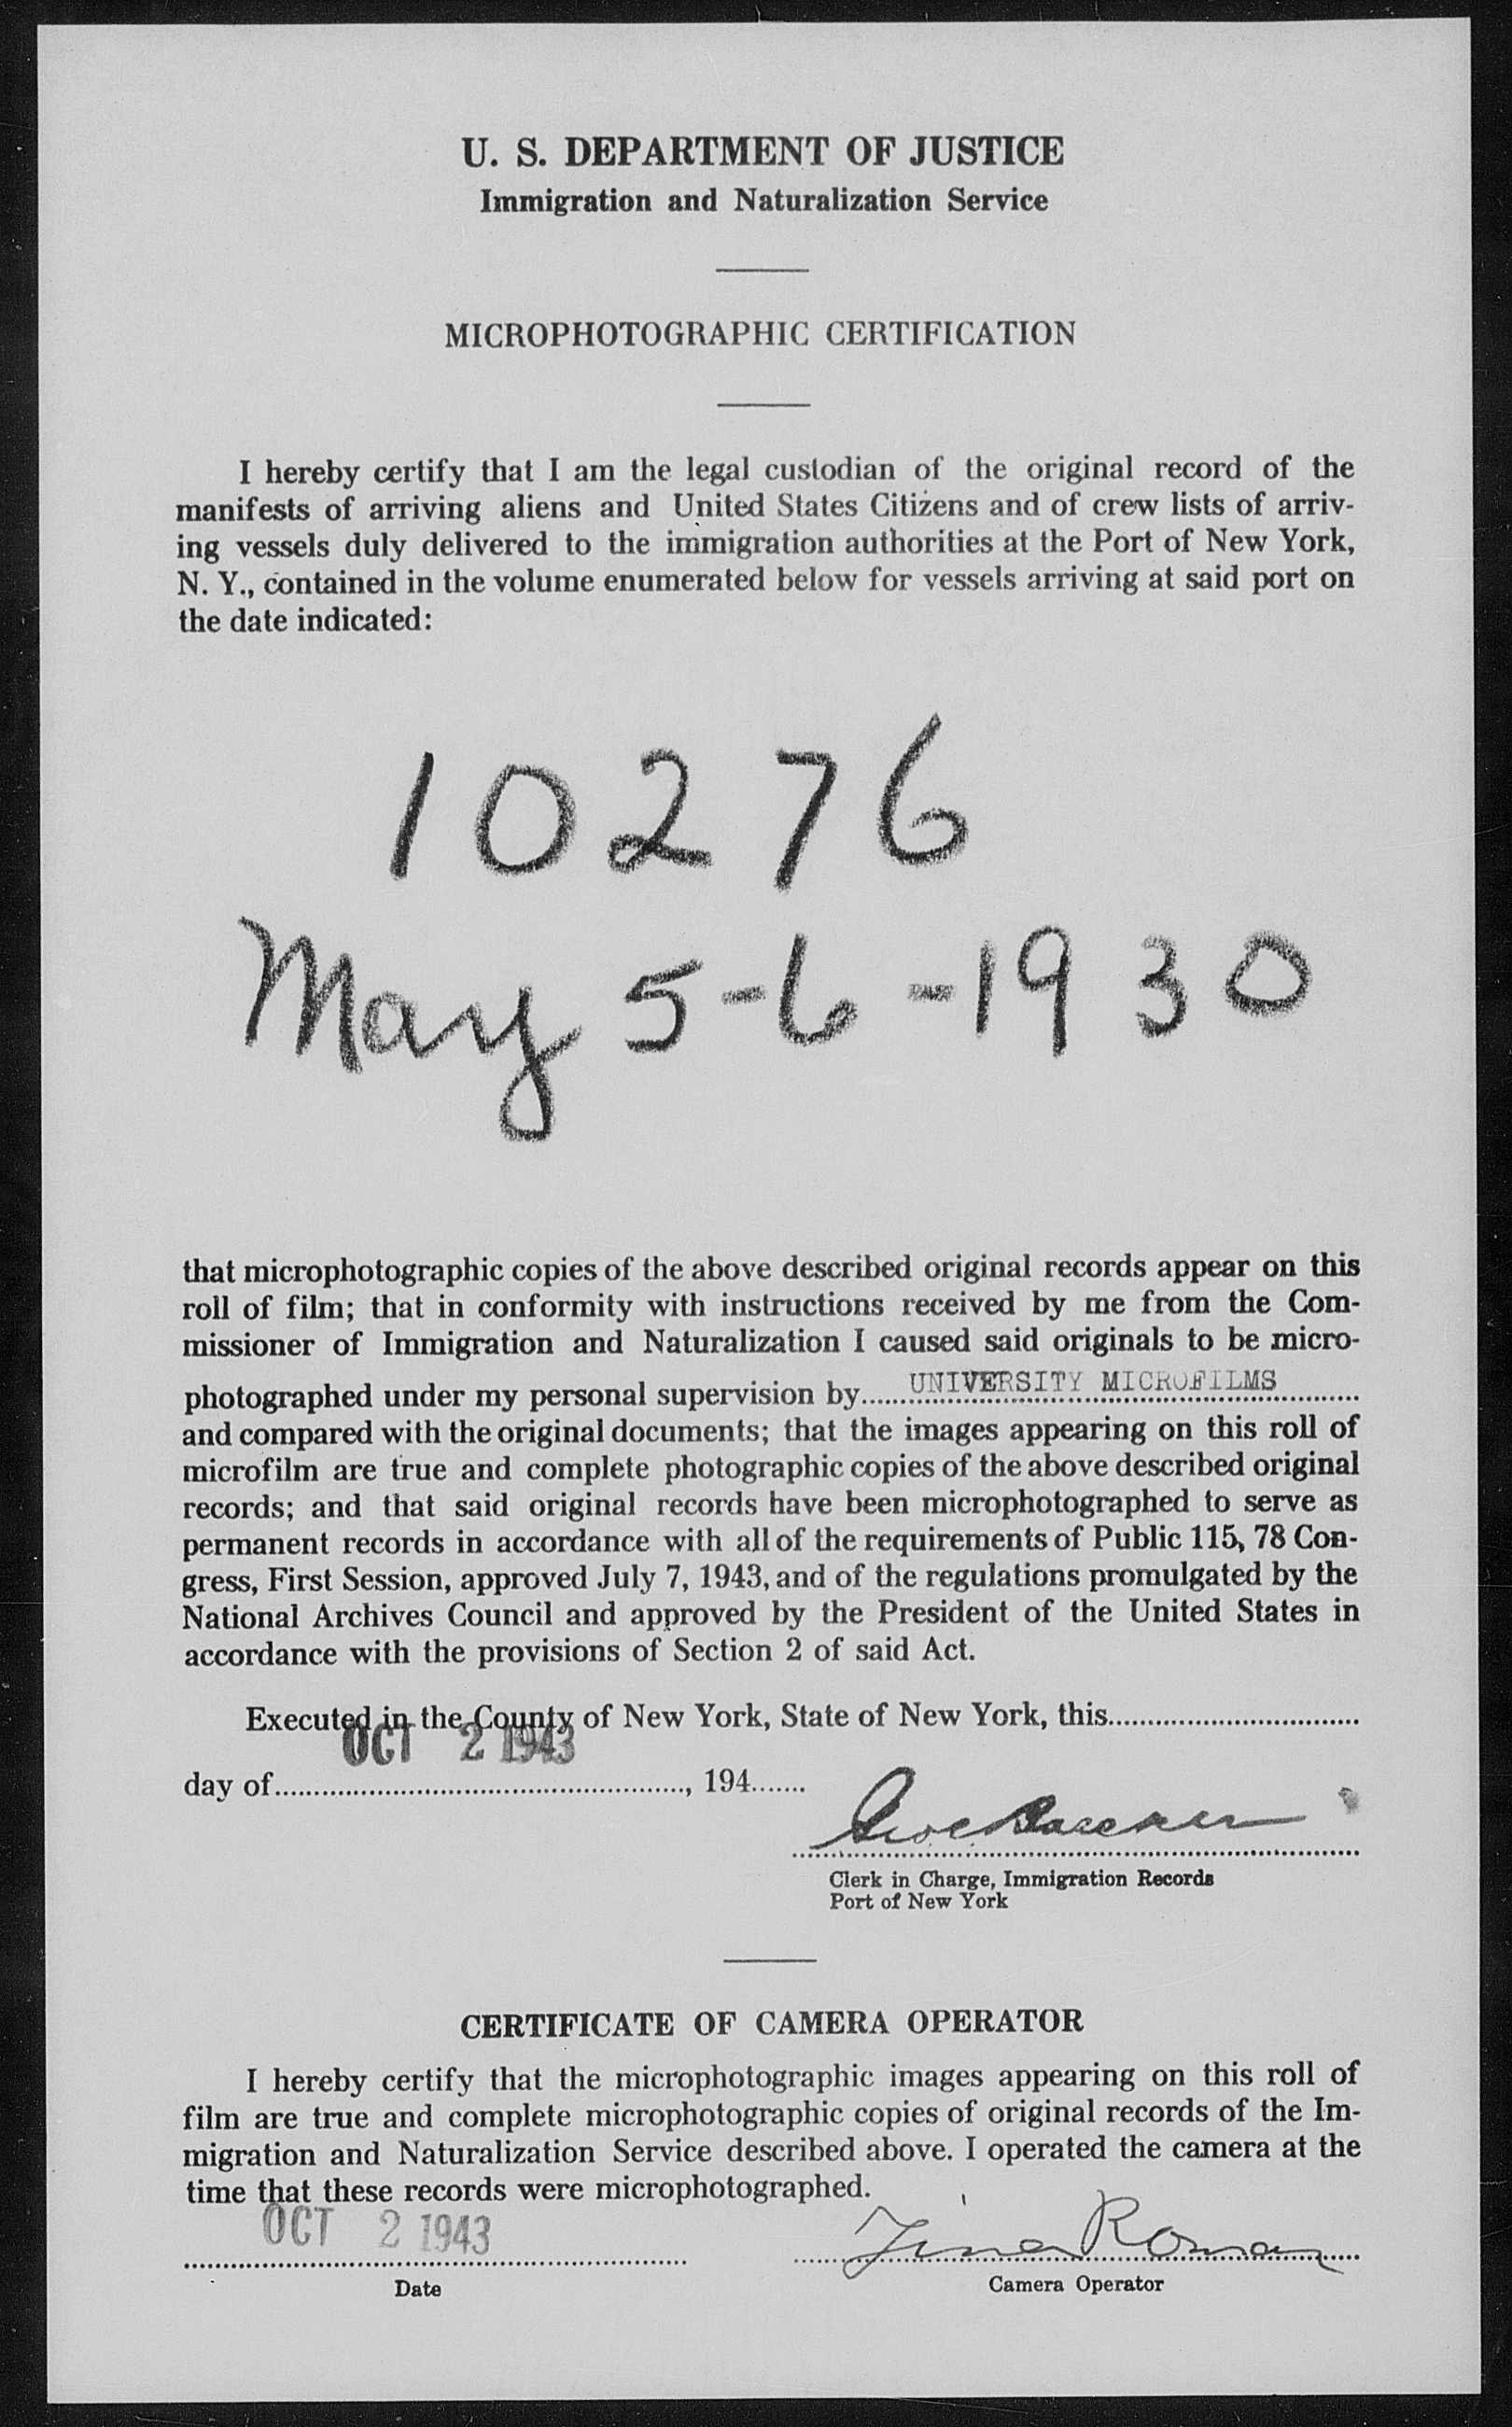 U. S. DEPARTMENT OF JUSTICE
Immigration and Naturalization Service
MICROPHOTOGRAPHIC CERTIFICATION
I hereby certify that I am the legal custodian of the original record of the
manifests of arriving aliens and United States Citizens and of crew lists of arriv-
ing vessels duly delivered to the immigration authorities at the Port of New York,
N. Y., contained in the volume enumerated below for vessels arriving at said port on
the date indicated:
10276
May 5-6-1930
that microphotographic copies of the above described original records appear on this
roll of film; that in conformity with instructions received by me from the Com-
missioner of Immigration and Naturalization I caused said originals to be micro-
photographed under my personal supervision by UNIVERSITY MICROFILMS
and compared with the original documents; that the images appearing on this roll of
microfilm are true and complete photographic copies of the above described original
records; and that said original records have been microphotographed to serve as
permanent records in accordance with all of the requirements of Public 115, 78 Con-
gress, First Session, approved July 7, 1943, and of the regulations promulgated by the
National Archives Council and approved by the President of the United States in
accordance with the provisions of Section 2 of said Act.
Executed in the County of New York, State of New York, this
OCT 2 1943
day of , 194
Clerk in Charge, Immigration Records
Port of New York
CERTIFICATE OF CAMERA OPERATOR
I hereby certify that the microphotographic images appearing on this roll of
film are true and complete microphotographic copies of original records of the Im-
migration and Naturalization Service described above. I operated the camera at the
time that these records were microphotographed.
OCT 2 1943
Roman
Date
Camera Operator